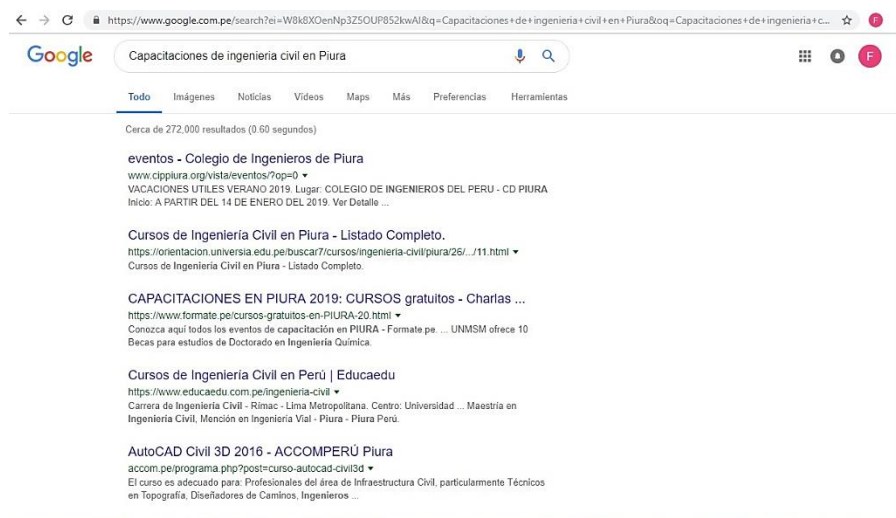 https://www.google.com.pe/search?ei=W8k8XOenNp3Z5OUP852kwAI&q=Capacitaciones+de+ingenieria+civil+en+Piura&oq=Capacitaciones+de+ingenieria+c...
F
Google
Capacitaciones de ingenieria civil en Piura
F
Todo Imágenes Noticias Vídeos Maps Más Preferencias Herramientas
Cerca de 272,000 resultados (0.60 segundos)
eventos - Colegio de Ingenieros de Piura
www.cippiura.org/vista/eventos/?op=0
VACACIONES UTILES VERANO 2019. Lugar: COLEGIO DE INGENIEROS DEL PERU - CD PIURA
Inicio: A PARTIR DEL 14 DE ENERO DEL 2019. Ver Detalle ...
Cursos de Ingeniería Civil en Piura - Listado Completo.
https://orientacion.universia.edu.pe/buscar7/cursos/ingenieria-civil/piura/26/.../11.html
Cursos de Ingeniería Civil en Piura - Listado Completo.
CAPACITACIONES EN PIURA 2019: CURSOS gratuitos - Charlas ...
https://www.formate.pe/cursos-gratuitos-en-PIURA-20.html
Conozca aquí todos los eventos de capacitación en PIURA - Formate.pe. ... UNMSM ofrece 10
Becas para estudios de Doctorado en Ingeniería Química.
Cursos de Ingeniería Civil en Perú | Educaedu
https://www.educaedu.com.pe/ingenieria-civil
Carrera de Ingeniería Civil - Rímac - Lima Metropolitana. Centro: Universidad ... Maestría en
Ingeniería Civil, Mención en Ingeniería Vial - Piura - Piura Perú.
AutoCAD Civil 3D 2016 - ACCOMPERÚ Piura
accom.pe/programa.php?post=curso-autocad-civil3d
El curso es adecuado para: Profesionales del área de Infraestructura Civil, particularmente Técnicos
en Topografía, Diseñadores de Caminos, Ingenieros ...